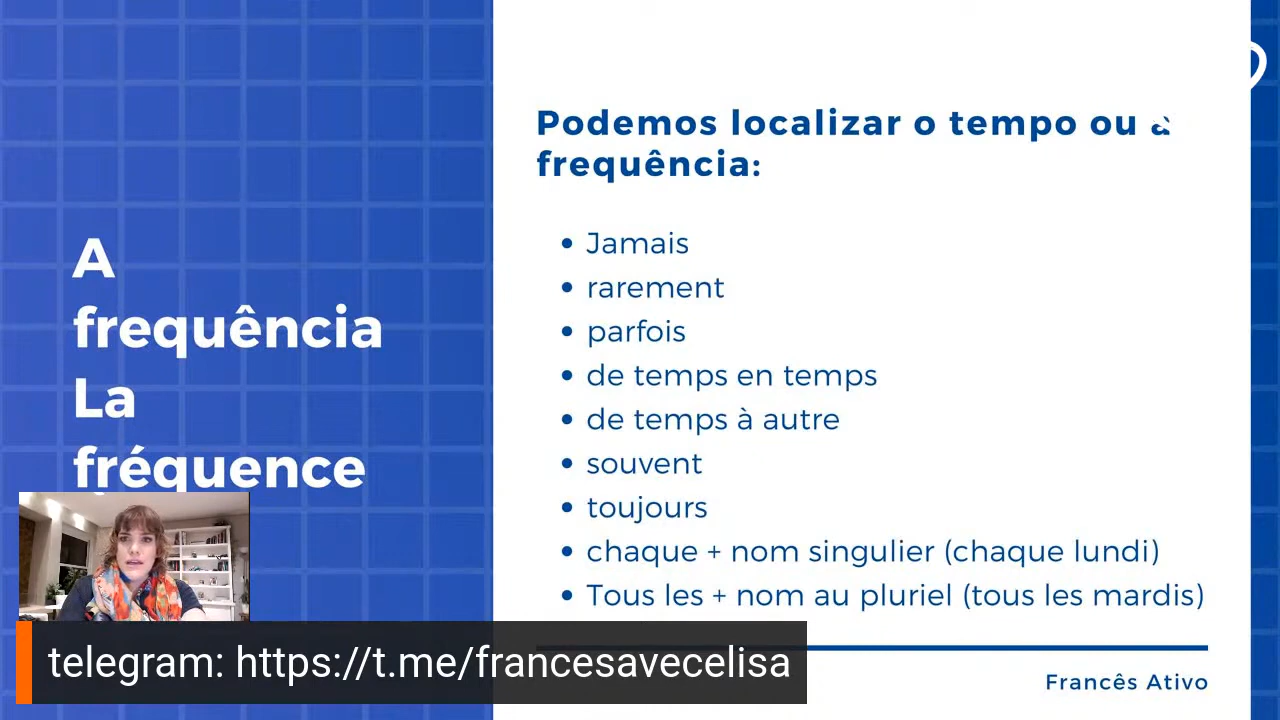 A
frequência
La
fréquence
Podemos localizar o tempo ou à
frequência:
Jamais
rarement
parfois
de temps en temps
de temps à autre
souvent
toujours
chaque + nom singulier (chaque lundi)
Tous les + nom au pluriel (tous les mardis)
telegram: https://t.me/francesavecelisa
Francês Ativo